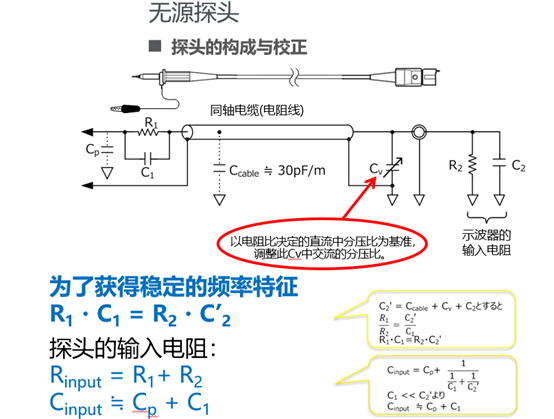 无源探头
■ 探头的构成与校正
同轴电缆(电阻线)
R1
Cp
C1
Ccable ≒ 30pF/m
Cv
R2
C2
示波器的
输入电阻
以电阻比决定的直流中分压比为基准，
调整此Cv中交流的分压比。
为了获得稳定的频率特征
R1・C1 = R2・C’2
探头的输入电阻：
Rinput = R1+ R2
Cinput ≒ Cp + C1
C2' = Ccable + Cv + C2とすると
R1/R2 = C2'/C1
R1･C1=R2･C2'
Cinput = Cp+ 1/(1/C1+1/C2')
C1 << C2'より
Cinput ≒ Cp + C1